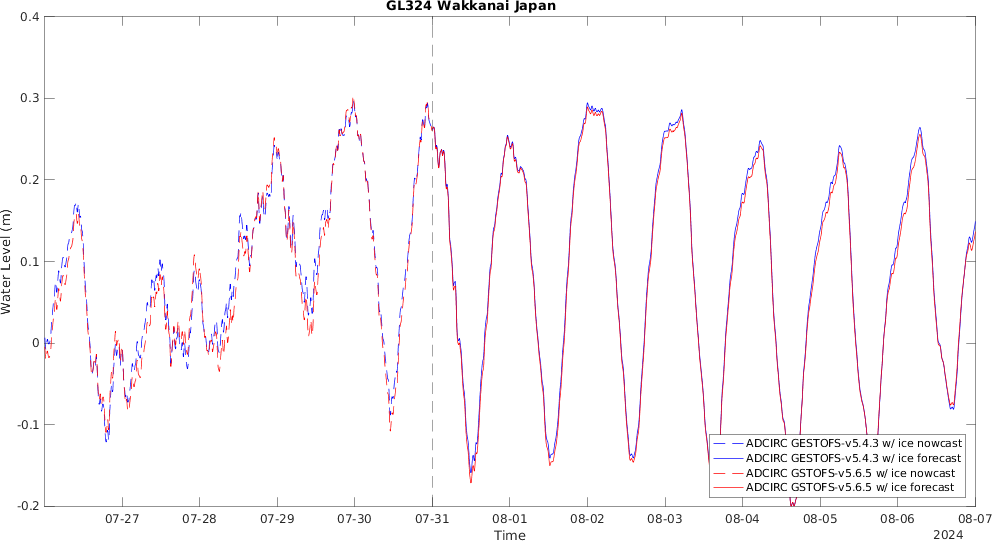 GL324 Wakkanai Japan
0.4
0.3
0.2
0.1
0
-0.1
-0.2
Water Level (m)
ADCIRC GESTOFS-v5.4.3 w/ ice nowcast
ADCIRC GESTOFS-v5.4.3 w/ ice forecast
ADCIRC GSTOFS-v5.6.5 w/ ice nowcast
ADCIRC GSTOFS-v5.6.5 w/ ice forecast
07-27 07-28 07-29 07-30 07-31 08-01 08-02 08-03 08-04 08-05 08-06 08-07
Time
2024